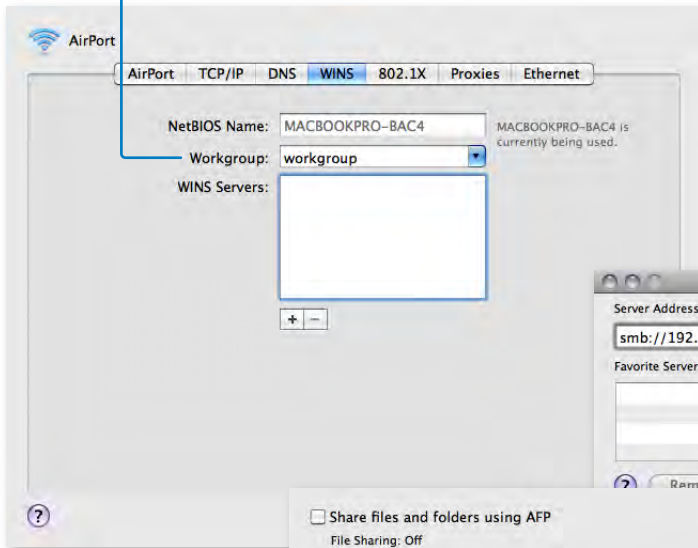 AirPort
AirPort TCP/IP DNS WINS 802.1X Proxies Ethernet
NetBIOS Name: MACBOOKPRO-BAC4
MACBOOKPRO-BAC4 is
currently being used.
Workgroup: workgroup
WINS Servers:
+ −
Server Address
smb://192.
Favorite Server
? Rem
?
Share files and folders using AFP
File Sharing: Off